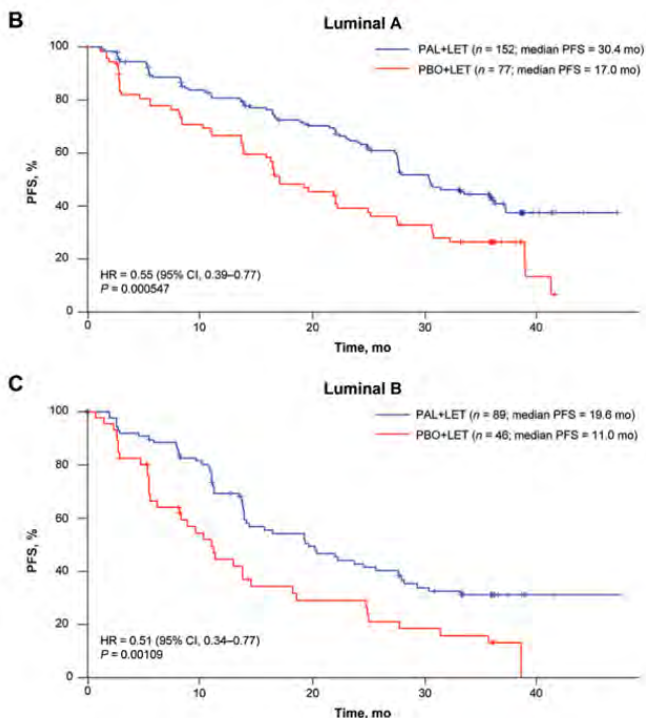 B
Luminal A
PAL+LET (n = 152; median PFS = 30.4 mo)
PBO+LET (n = 77; median PFS = 17.0 mo)
100
80
60
40
20
0
PFS, %
HR = 0.55 (95% CI, 0.39–0.77)
P = 0.000547
0 10 20 30 40
Time, mo
C
Luminal B
PAL+LET (n = 89; median PFS = 19.6 mo)
PBO+LET (n = 46; median PFS = 11.0 mo)
100
80
60
40
20
0
PFS, %
HR = 0.51 (95% CI, 0.34–0.77)
P = 0.00109
0 10 20 30 40
Time, mo